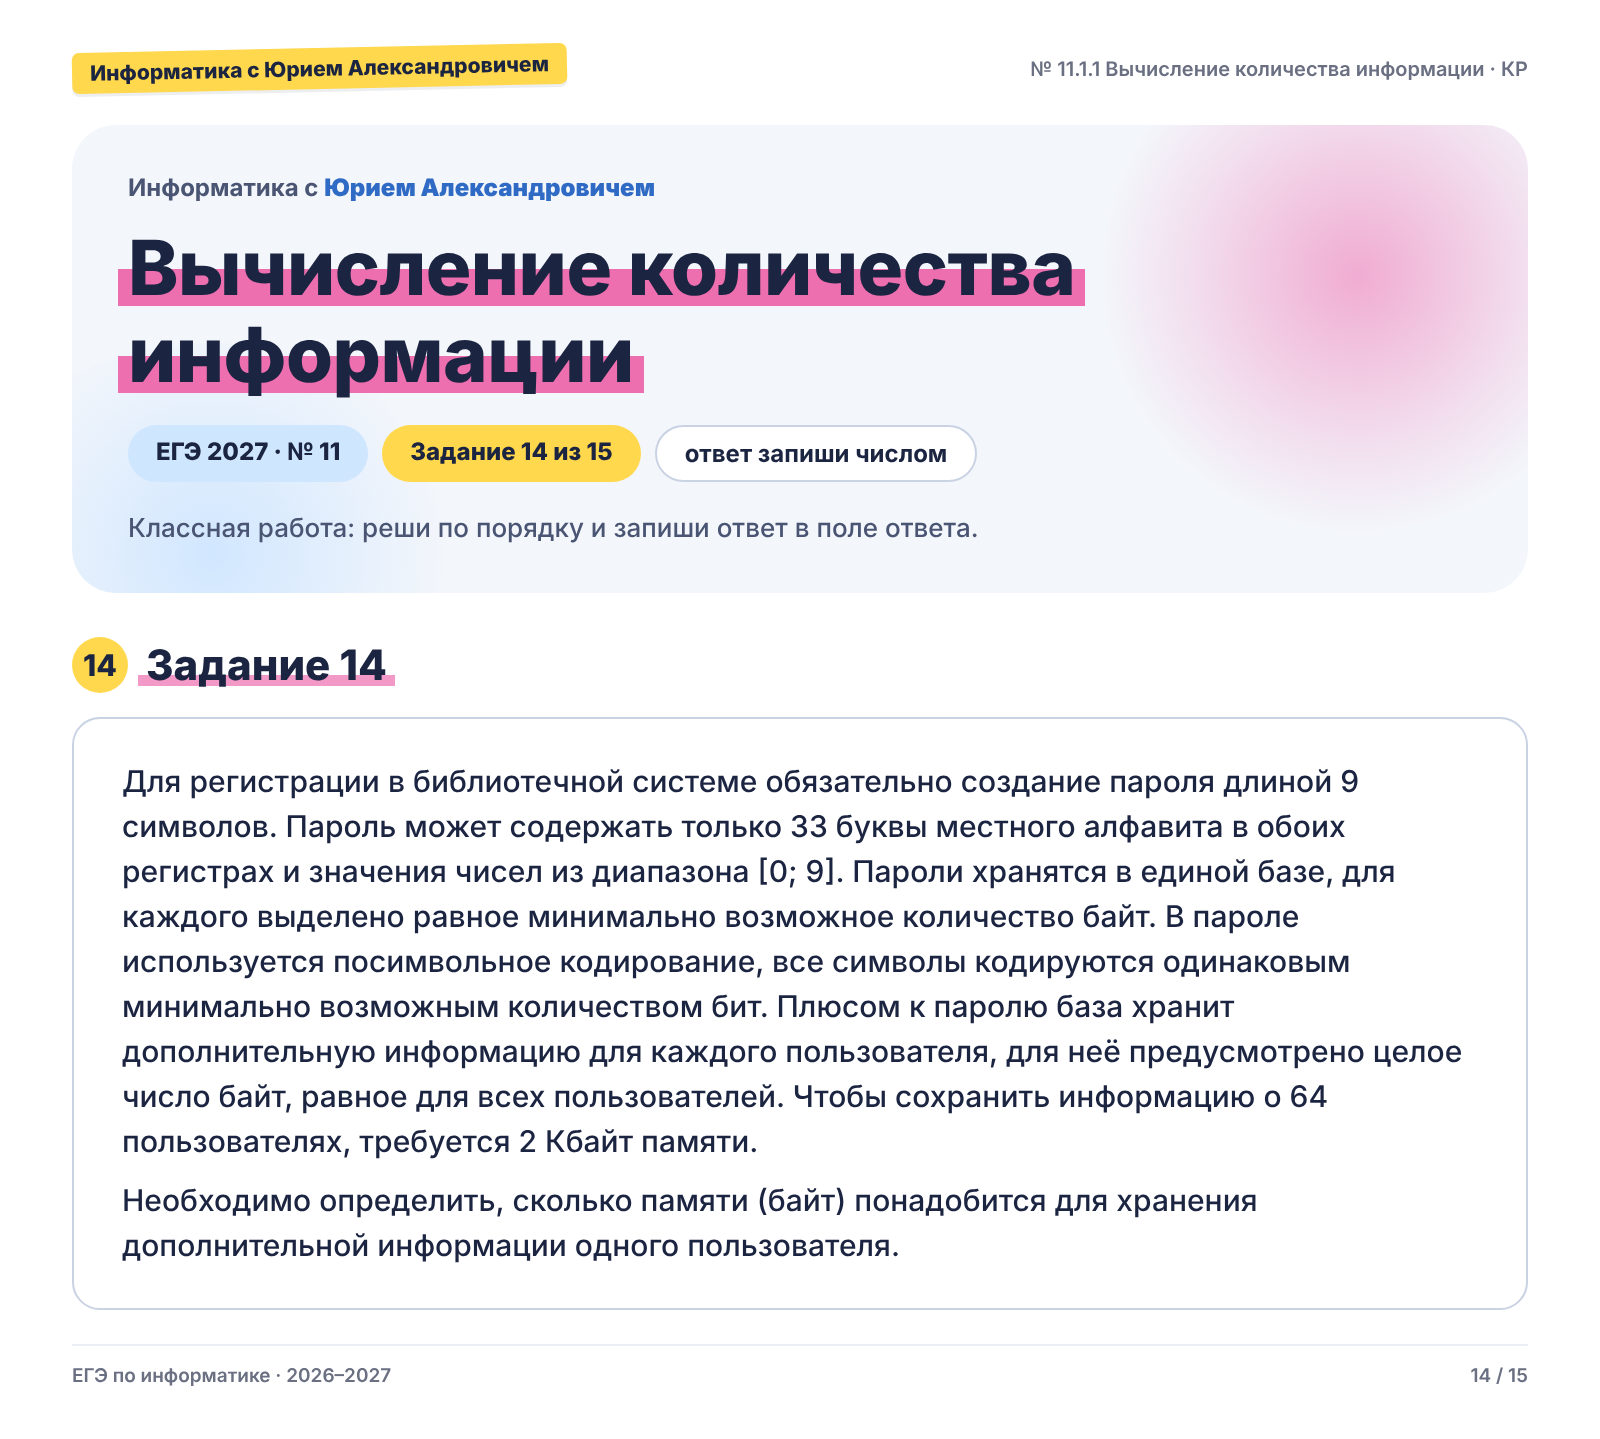 Информатика с Юрием Александровичем
№ 11.1.1 Вычисление количества информации · КР
Информатика с Юрием Александровичем
Вычисление количества
информации
ЕГЭ 2027 · № 11
Задание 14 из 15
ответ запиши числом
Классная работа: реши по порядку и запиши ответ в поле ответа.
14 Задание 14
Для регистрации в библиотечной системе обязательно создание пароля длиной 9
символов. Пароль может содержать только 33 буквы местного алфавита в обоих
регистрах и значения чисел из диапазона [0; 9]. Пароли хранятся в единой базе, для
каждого выделено равное минимально возможное количество байт. В пароле
используется посимвольное кодирование, все символы кодируются одинаковым
минимально возможным количеством бит. Плюсом к паролю база хранит
дополнительную информацию для каждого пользователя, для неё предусмотрено целое
число байт, равное для всех пользователей. Чтобы сохранить информацию о 64
пользователях, требуется 2 Кбайт памяти.
Необходимо определить, сколько памяти (байт) понадобится для хранения
дополнительной информации одного пользователя.
ЕГЭ по информатике · 2026–2027
14 / 15